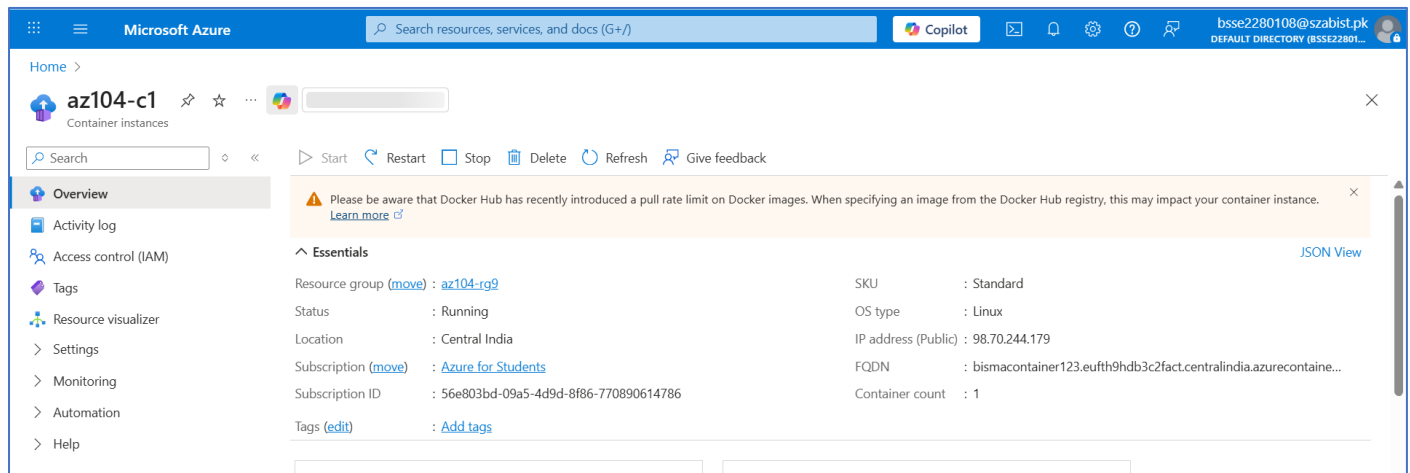 Microsoft Azure
Search resources, services, and docs (G+/)
Copilot
bsse2280108@szabist.pk
DEFAULT DIRECTORY (BSSE22801...
Home >
az104-c1
Container instances
Search
Start Restart Stop Delete Refresh Give feedback
Overview
Activity log
Access control (IAM)
Tags
Resource visualizer
Settings
Monitoring
Automation
Help
Please be aware that Docker Hub has recently introduced a pull rate limit on Docker images. When specifying an image from the Docker Hub registry, this may impact your container instance.
Learn more
Essentials
JSON View
Resource group (move) : az104-rg9
Status : Running
Location : Central India
Subscription (move) : Azure for Students
Subscription ID : 56e803bd-09a5-4d9d-8f86-770890614786
Tags (edit) : Add tags
SKU : Standard
OS type : Linux
IP address (Public) : 98.70.244.179
FQDN : bismacontainer123.eufth9hdb3c2fact.centralindia.azurecontaine...
Container count : 1